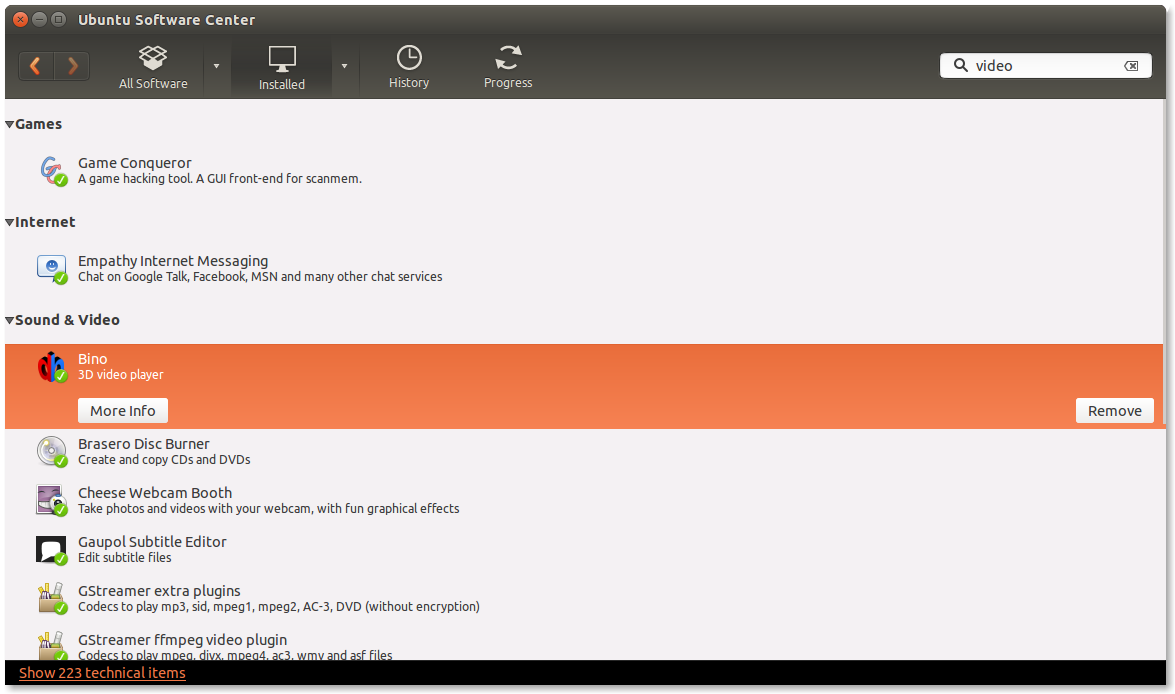 Ubuntu Software Center
All Software
Installed
History
Progress
video
Games
Game Conqueror
A game hacking tool. A GUI front-end for scanmem.
Internet
Empathy Internet Messaging
Chat on Google Talk, Facebook, MSN and many other chat services
Sound & Video
Bino
3D video player
More Info
Remove
Brasero Disc Burner
Create and copy CDs and DVDs
Cheese Webcam Booth
Take photos and videos with your webcam, with fun graphical effects
Gaupol Subtitle Editor
Edit subtitle files
GStreamer extra plugins
Codecs to play mp3, sid, mpeg1, mpeg2, AC-3, DVD (without encryption)
GStreamer ffmpeg video plugin
Codecs to play mpeg, divx, mpeg4, ac3, wmv and asf files
Show 223 technical items